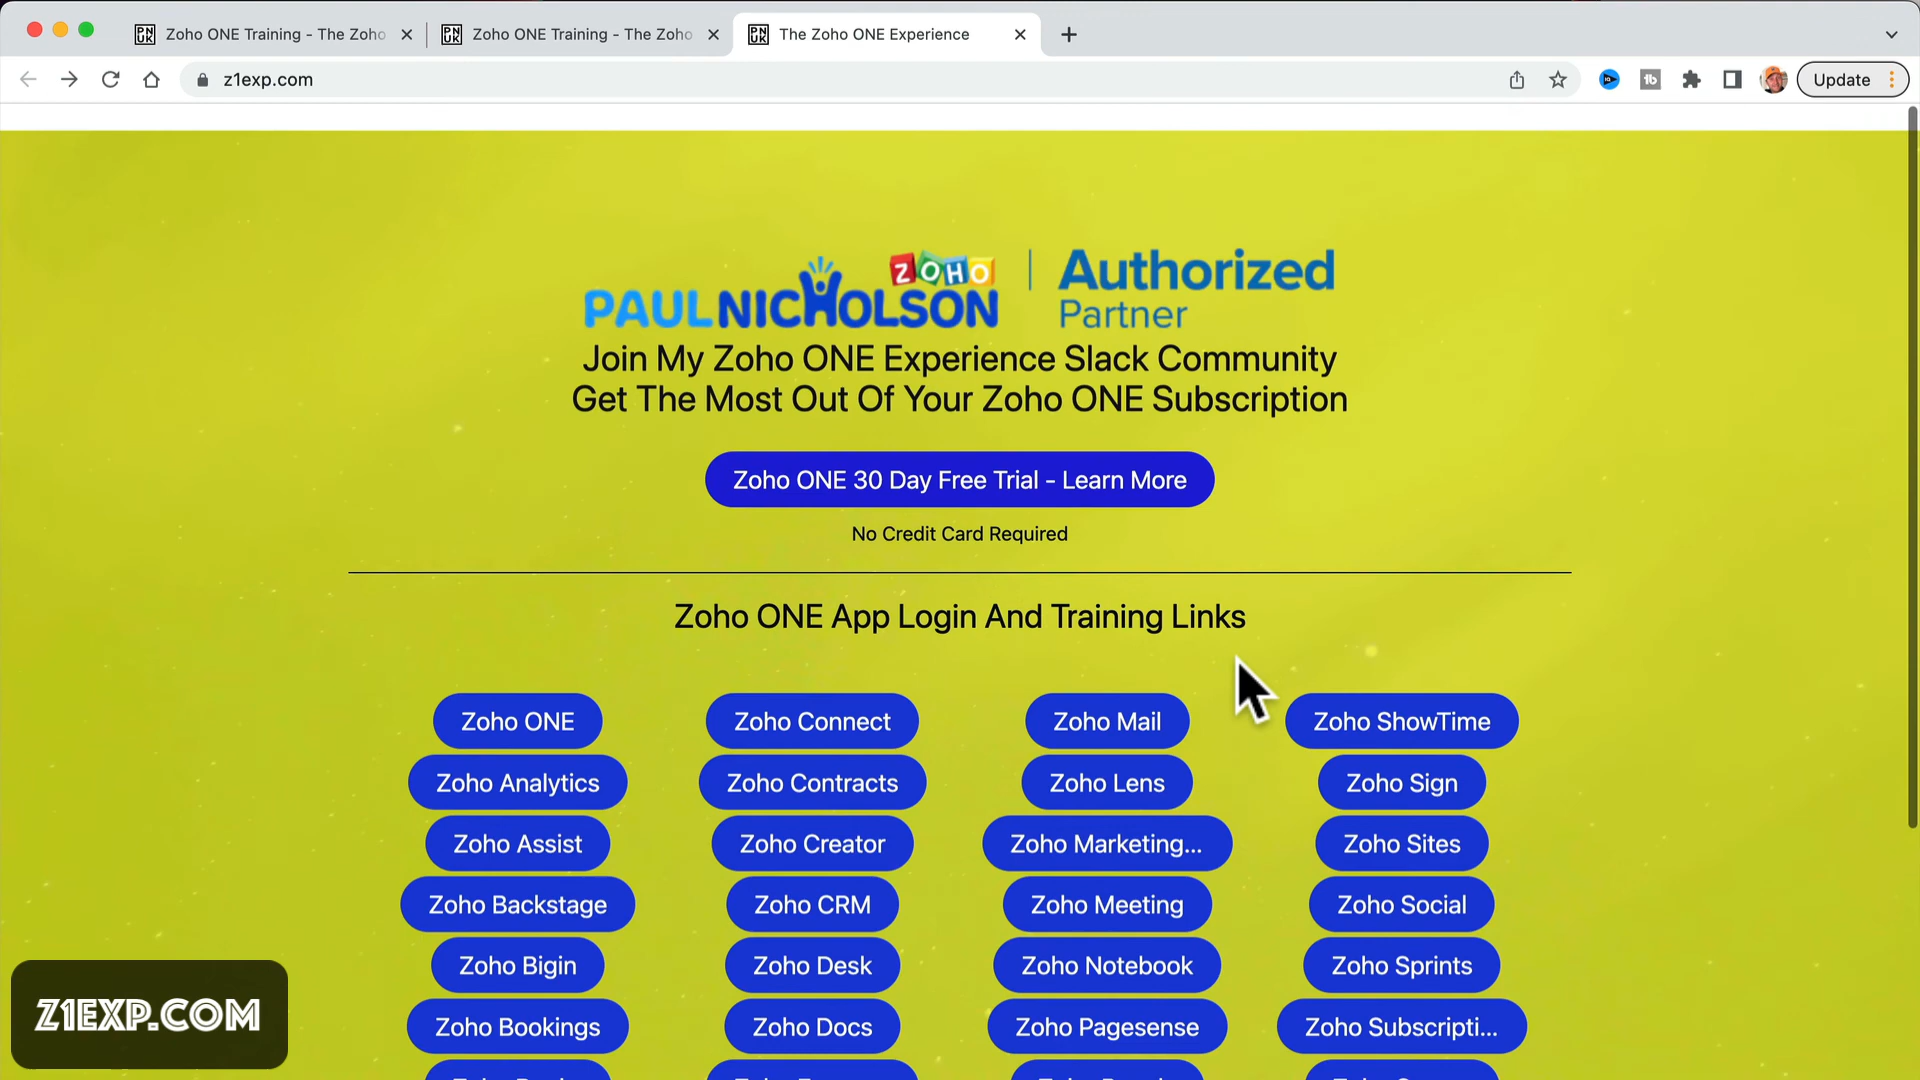 Zoho ONE Training - The Zoho
Zoho ONE Training - The Zoho
The Zoho ONE Experience
z1exp.com
Update
ZOHO
PAULNICHOLSON
Authorized
Partner
Join My Zoho ONE Experience Slack Community
Get The Most Out Of Your Zoho ONE Subscription
Zoho ONE 30 Day Free Trial - Learn More
No Credit Card Required
Zoho ONE App Login And Training Links
Zoho ONE Zoho Connect Zoho Mail Zoho ShowTime
Zoho Analytics Zoho Contracts Zoho Lens Zoho Sign
Zoho Assist Zoho Creator Zoho Marketing... Zoho Sites
Zoho Backstage Zoho CRM Zoho Meeting Zoho Social
Zoho Bigin Zoho Desk Zoho Notebook Zoho Sprints
Zoho Bookings Zoho Docs Zoho Pagesense Zoho Subscripti...
Z1EXP.COM